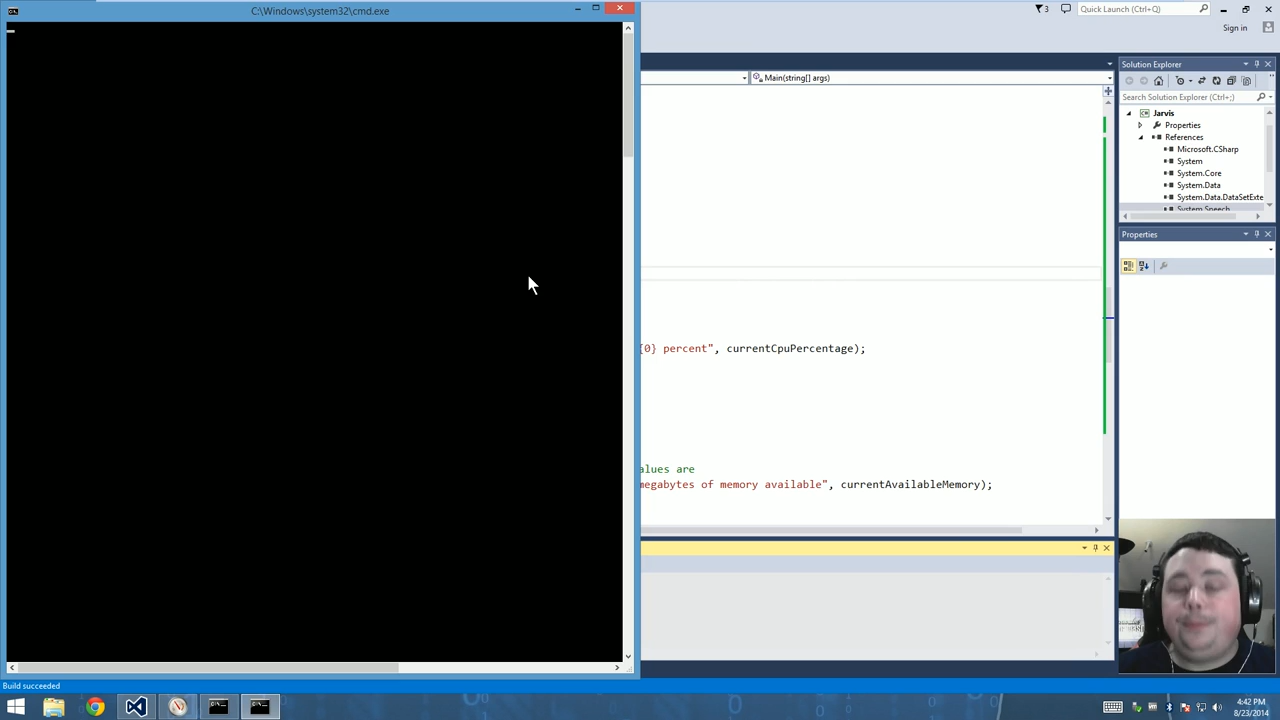 C:\Windows\system32\cmd.exe
3
Quick Launch (Ctrl+Q)
Sign in
Main(string[] args)
Solution Explorer
Search Solution Explorer (Ctrl+;)
Jarvis
Properties
References
Microsoft.CSharp
System
System.Core
System.Data
System.Data.DataSetExte
System.Speech
Properties
{0} percent", currentCpuPercentage);
alues are
megabytes of memory available", currentAvailableMemory);
Build succeeded
4:42 PM
8/23/2014